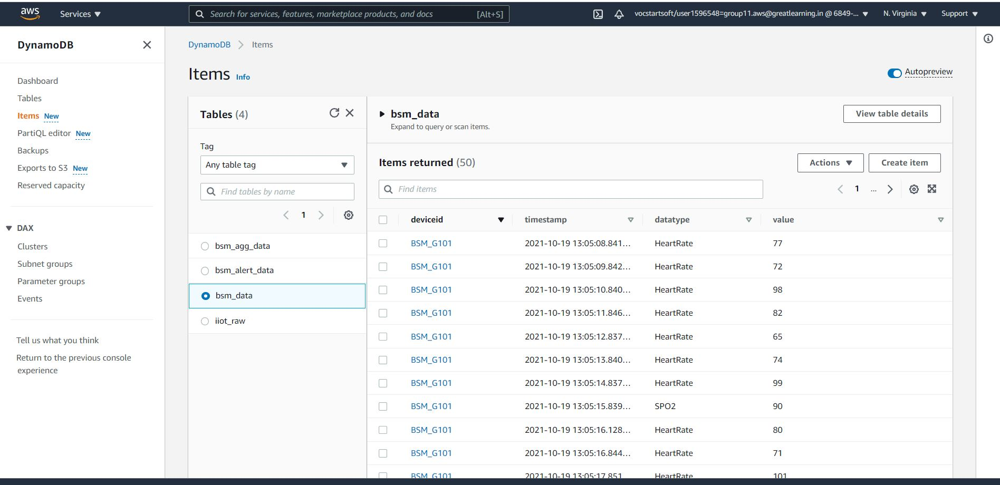 aws
Services
Search for services, features, marketplace products, and docs [Alt+S]
vocstartsoft/user1596548=group11.aws@greatlearning.in @ 6849-...
N. Virginia
Support
DynamoDB
Dashboard
Tables
Items New
PartiQL editor New
Backups
Exports to S3 New
Reserved capacity
DAX
Clusters
Subnet groups
Parameter groups
Events
Tell us what you think
Return to the previous console
experience
DynamoDB > Items
Items Info
Autopreview
Tables (4)
Tag
Any table tag
Find tables by name
1
bsm_agg_data
bsm_alert_data
bsm_data
iiot_raw
bsm_data
Expand to query or scan items.
View table details
Items returned (50)
Actions
Create item
Find items
1 ...
deviceid timestamp datatype value
BSM_G101 2021-10-19 13:05:08.841... HeartRate 77
BSM_G101 2021-10-19 13:05:09.842... HeartRate 72
BSM_G101 2021-10-19 13:05:10.840... HeartRate 98
BSM_G101 2021-10-19 13:05:11.846... HeartRate 82
BSM_G101 2021-10-19 13:05:12.837... HeartRate 65
BSM_G101 2021-10-19 13:05:13.840... HeartRate 74
BSM_G101 2021-10-19 13:05:14.837... HeartRate 99
BSM_G101 2021-10-19 13:05:15.839... SPO2 90
BSM_G101 2021-10-19 13:05:16.128... HeartRate 80
BSM_G101 2021-10-19 13:05:16.844... HeartRate 71
BSM_G101 2021-10-19 13:05:17.851... HeartRate 101